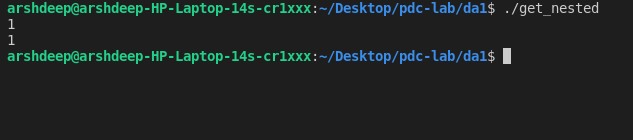 arshdeep@arshdeep-HP-Laptop-14s-cr1xxx:~/Desktop/pdc-lab/da1$ ./get_nested
1
1
arshdeep@arshdeep-HP-Laptop-14s-cr1xxx:~/Desktop/pdc-lab/da1$